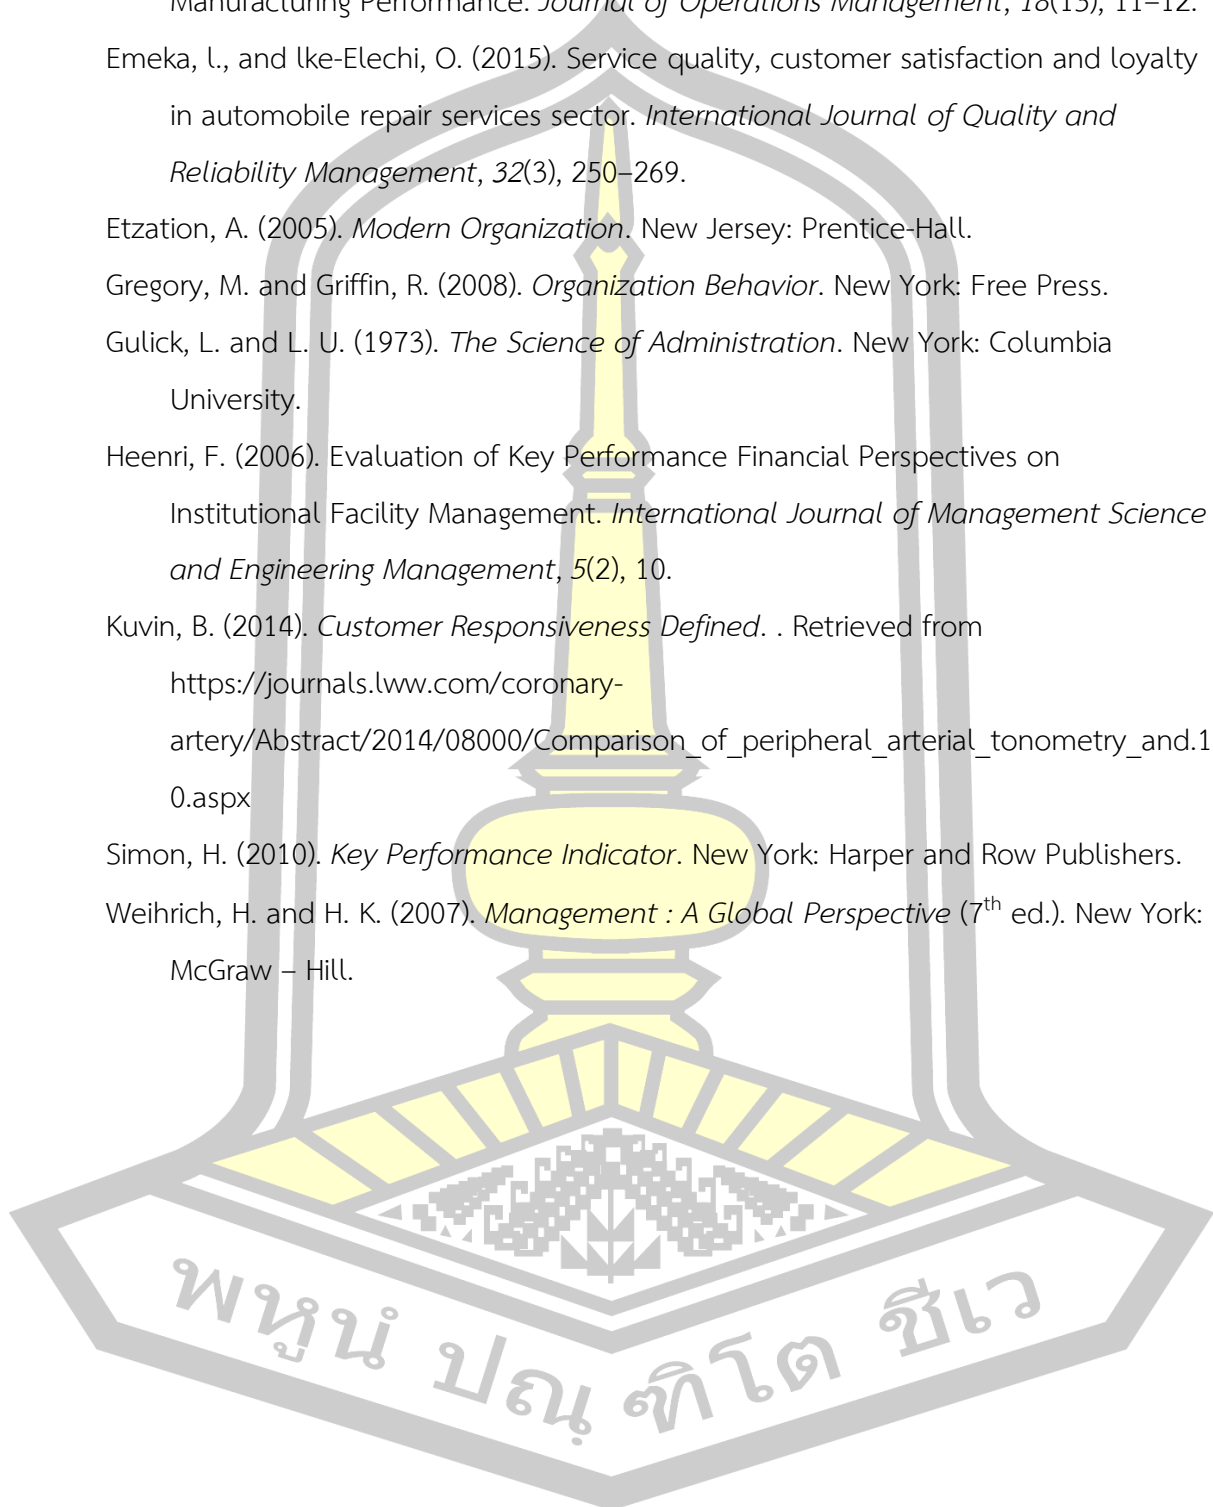 Manufacturing Performance. Journal of Operations Management, 18(15), 11–12.
Emeka, l., and lke-Elechi, O. (2015). Service quality, customer satisfaction and loyalty
in automobile repair services sector. International Journal of Quality and
Reliability Management, 32(3), 250–269.
Etzation, A. (2005). Modern Organization. New Jersey: Prentice-Hall.
Gregory, M. and Griffin, R. (2008). Organization Behavior. New York: Free Press.
Gulick, L. and L. U. (1973). The Science of Administration. New York: Columbia
University.
Heenri, F. (2006). Evaluation of Key Performance Financial Perspectives on
Institutional Facility Management. International Journal of Management Science
and Engineering Management, 5(2), 10.
Kuvin, B. (2014). Customer Responsiveness Defined. . Retrieved from
https://journals.lww.com/coronary-
artery/Abstract/2014/08000/Comparison_of_peripheral_arterial_tonometry_and.1
0.aspx
Simon, H. (2010). Key Performance Indicator. New York: Harper and Row Publishers.
Weihrich, H. and H. K. (2007). Management : A Global Perspective (7th ed.). New York:
McGraw – Hill.
พหูนํ ปณฺฑิโต ชีเว